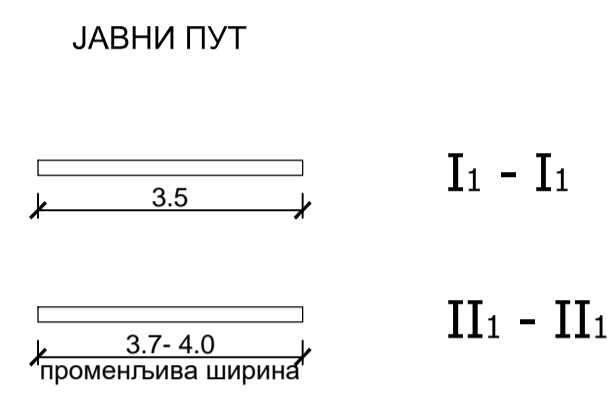 ЈАВНИ ПУТ
3.5
I1 - I1
3.7- 4.0
променљива ширина
II1 - II1